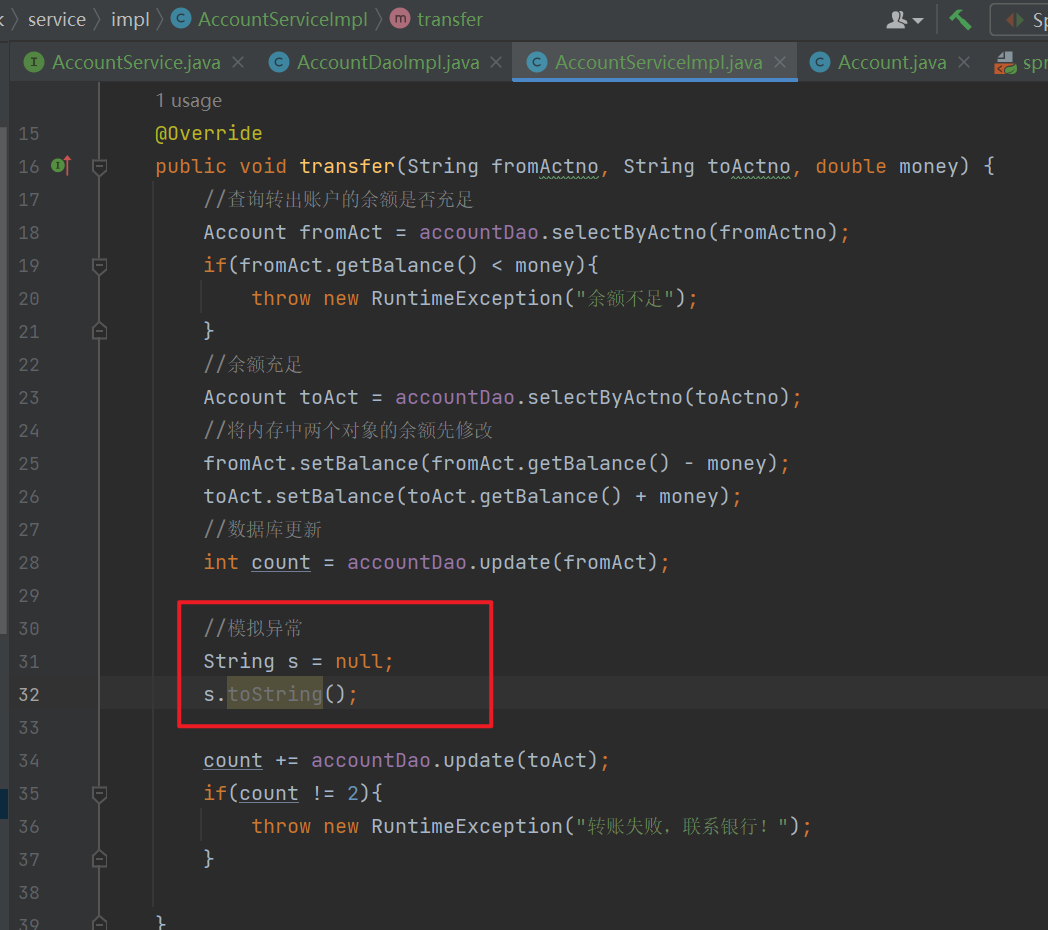 service impl AccountServiceImpl transfer
AccountService.java AccountDaoImpl.java AccountServiceImpl.java Account.java
1 usage
15 @Override
16 public void transfer(String fromActno, String toActno, double money) {
17 //查询转出账户的余额是否充足
18 Account fromAct = accountDao.selectByActno(fromActno);
19 if(fromAct.getBalance() < money){
20 throw new RuntimeException("余额不足");
21 }
22 //余额充足
23 Account toAct = accountDao.selectByActno(toActno);
24 //将内存中两个对象的余额先修改
25 fromAct.setBalance(fromAct.getBalance() - money);
26 toAct.setBalance(toAct.getBalance() + money);
27 //数据库更新
28 int count = accountDao.update(fromAct);
29
30 //模拟异常
31 String s = null;
32 s.toString();
33
34 count += accountDao.update(toAct);
35 if(count != 2){
36 throw new RuntimeException("转账失败，联系银行！");
37 }
38
39 }